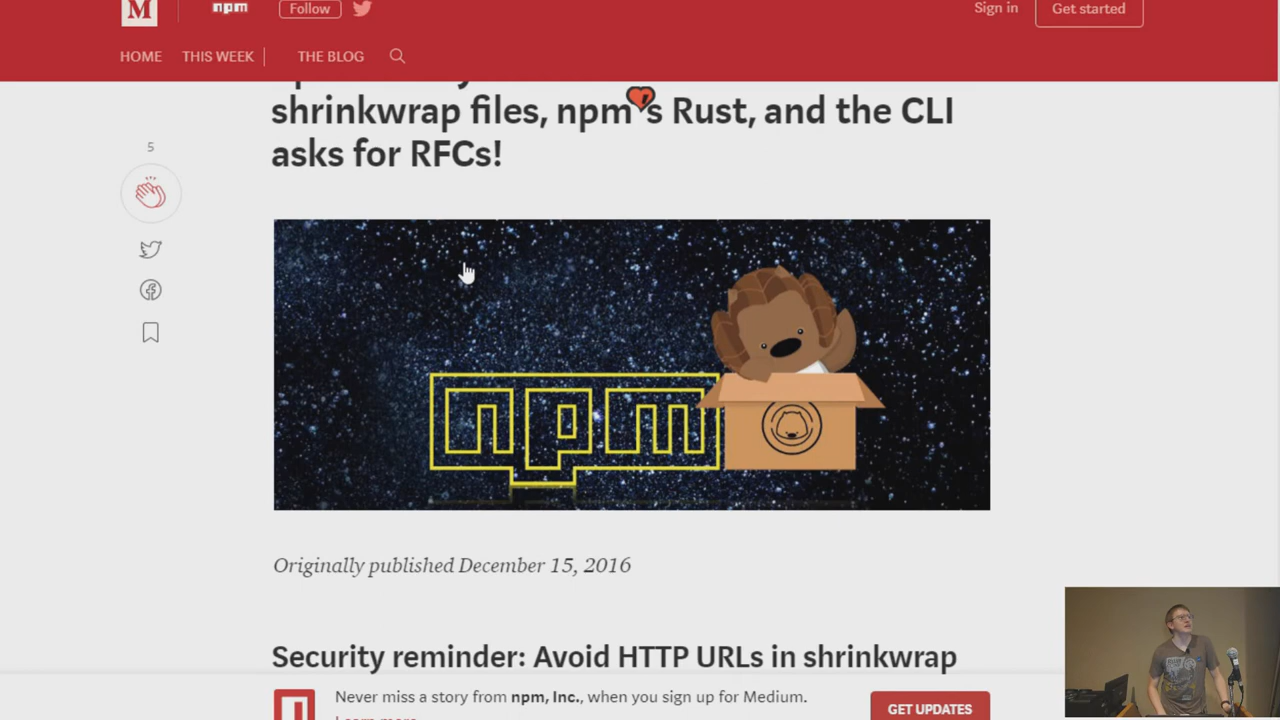 M
npm
Follow
Sign in
Get started
HOME
THIS WEEK
THE BLOG
shrinkwrap files, npm's Rust, and the CLI
asks for RFCs!
5
npm
Originally published December 15, 2016
Security reminder: Avoid HTTP URLs in shrinkwrap
Never miss a story from npm, Inc., when you sign up for Medium.
GET UPDATES